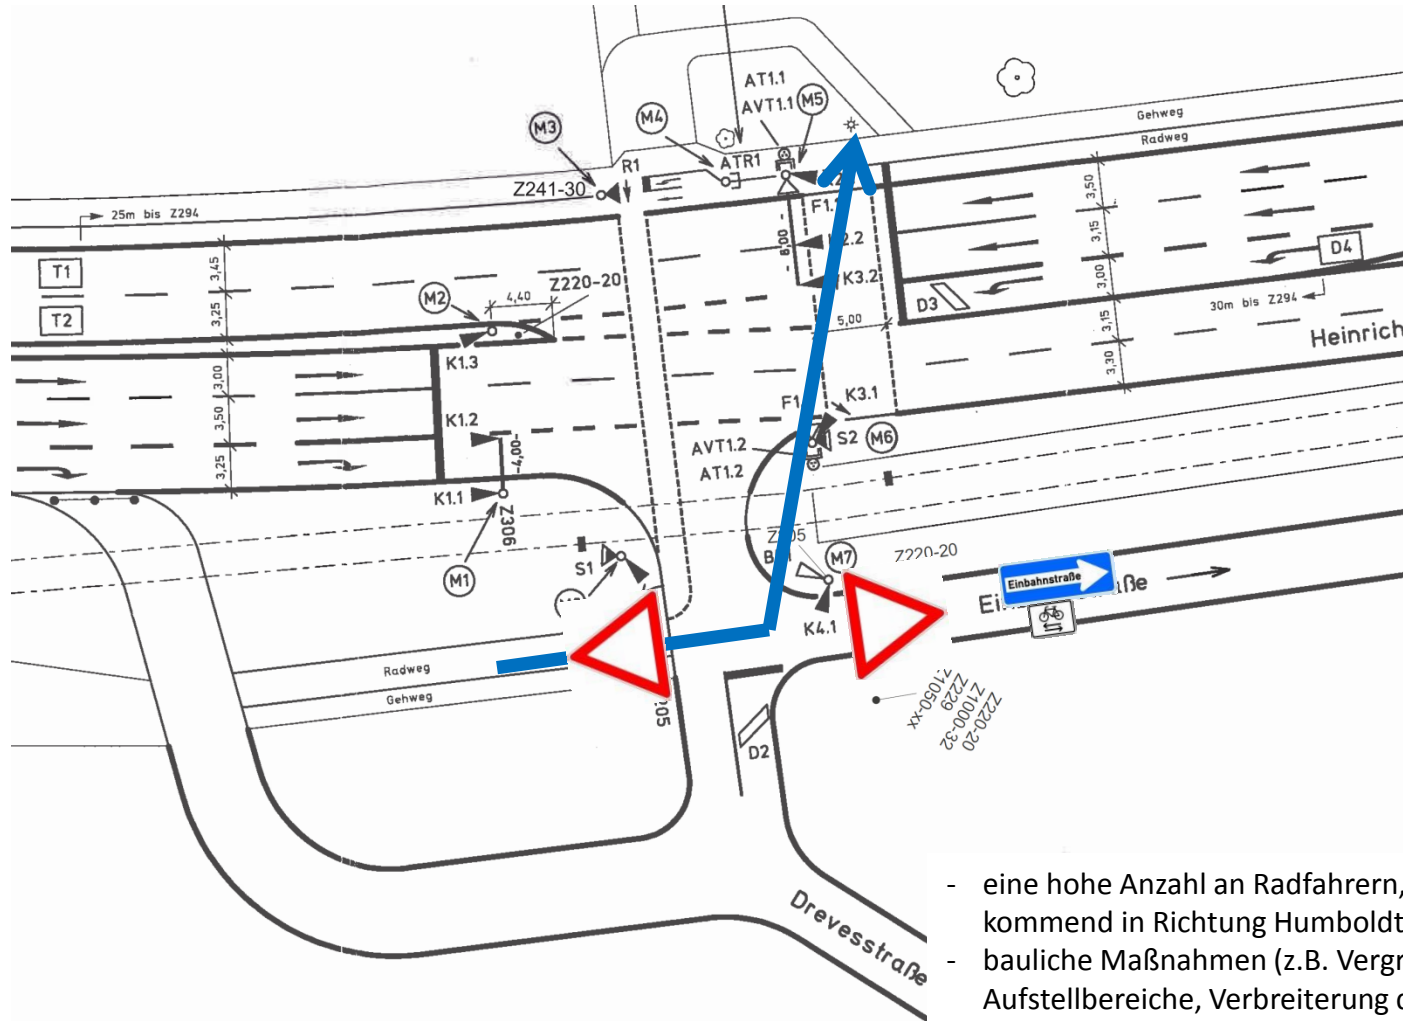 AT1.1
AVT1.1
M5
M4
M3
ATR1
R1
Z241-30
Gehweg
Radweg
25m bis Z294
F1.
2.2
6,00
K3.2
T1
T2
3,45
3,25
M2
4,40
Z220-20
3,50
3,15
3,00
3,15
3,30
D4
D3
30m bis Z294
5,00
Heinrich
K1.3
3,00
3,50
3,25
K1.2
4,00
K1.1
Z306
M1
S1
F1
K3.1
S2
M6
AVT1.2
AT1.2
M7
Z220-20
K4.1
Einbahnstraße
Ei
ße
Radweg
Gehweg
05
D2
Z220-20
Z1000-32
Z229
Z1050-xx
Drevesstraße
- eine hohe Anzahl an Radfahrern,
kommend in Richtung Humboldt
- bauliche Maßnahmen (z.B. Vergr
Aufstellbereiche, Verbreiterung d